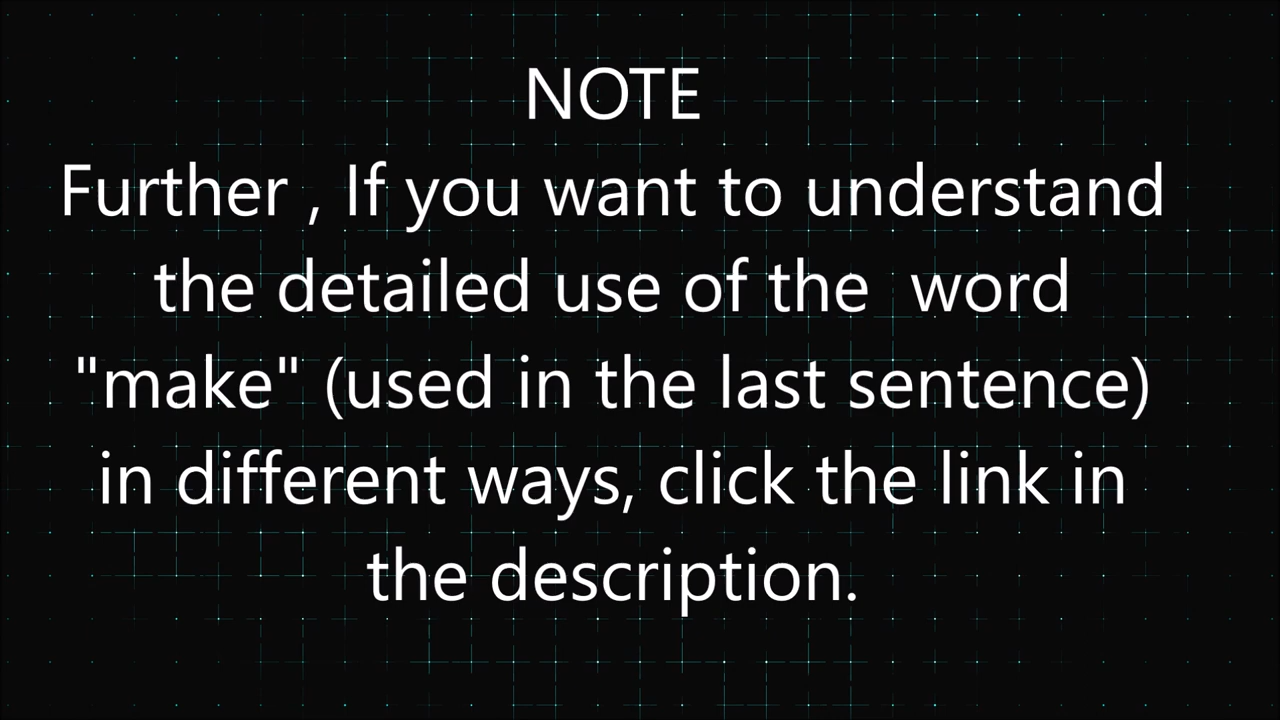 NOTE
Further , If you want to understand
the detailed use of the  word
"make" (used in the last sentence)
in different ways, click the link in
the description.